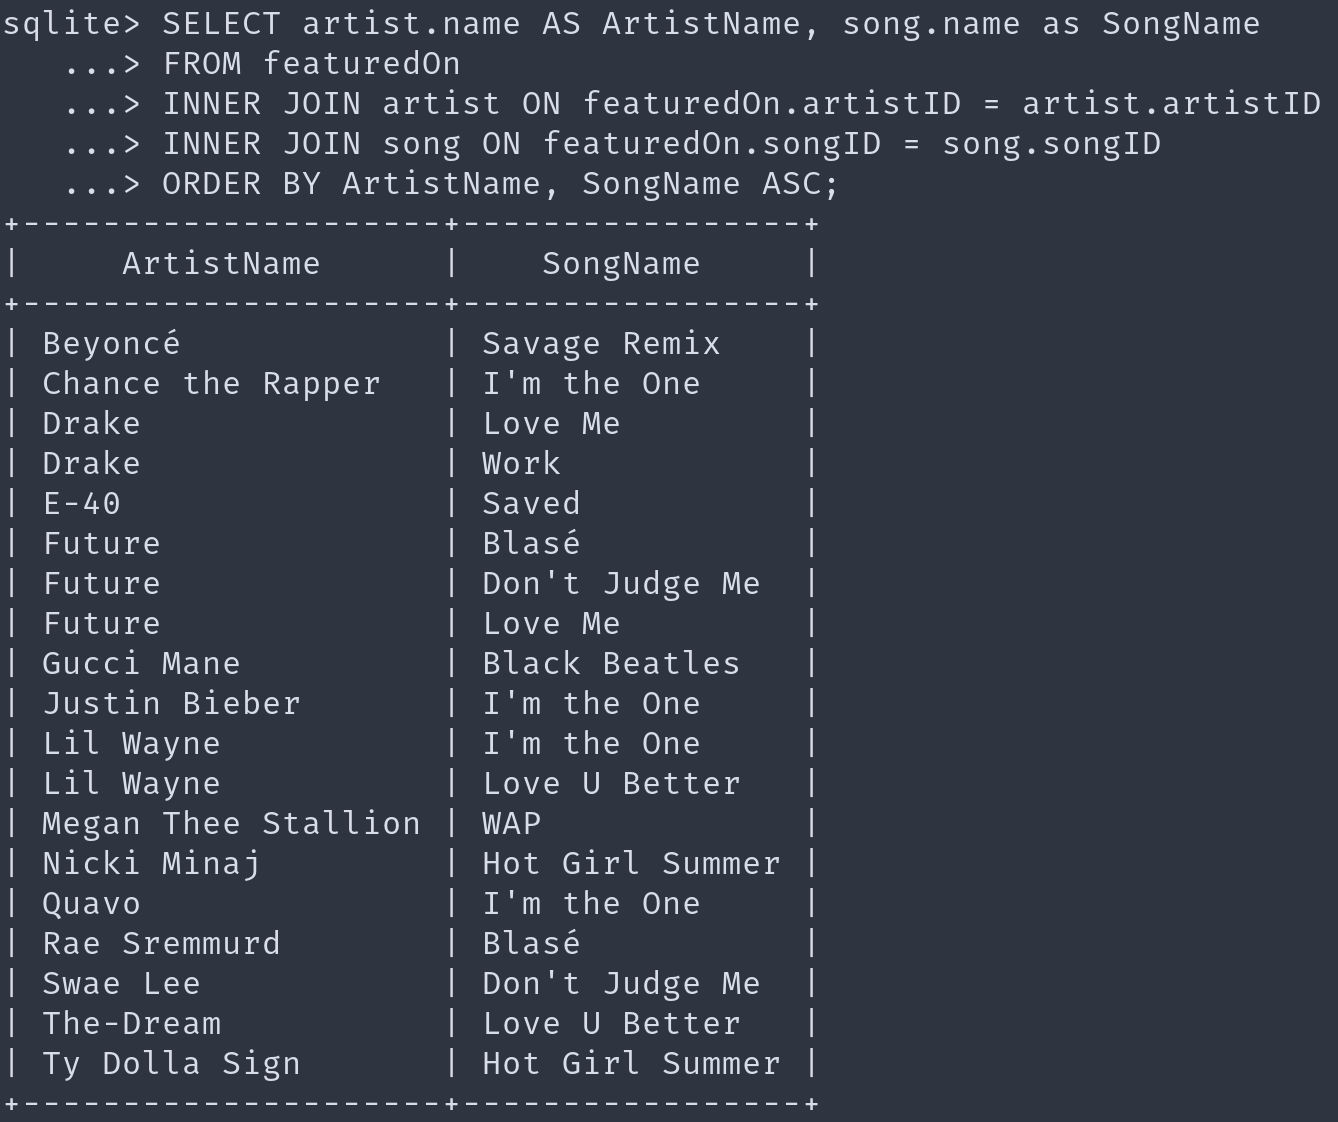 sqlite> SELECT artist.name AS ArtistName, song.name as SongName
   ...> FROM featuredOn
   ...> INNER JOIN artist ON featuredOn.artistID = artist.artistID
   ...> INNER JOIN song ON featuredOn.songID = song.songID
   ...> ORDER BY ArtistName, SongName ASC;
+---------------------+-----------------+
|     ArtistName      |    SongName     |
+---------------------+-----------------+
| Beyoncé             | Savage Remix    |
| Chance the Rapper   | I'm the One     |
| Drake               | Love Me         |
| Drake               | Work            |
| E-40                | Saved           |
| Future              | Blasé           |
| Future              | Don't Judge Me  |
| Future              | Love Me         |
| Gucci Mane          | Black Beatles   |
| Justin Bieber       | I'm the One     |
| Lil Wayne           | I'm the One     |
| Lil Wayne           | Love U Better   |
| Megan Thee Stallion | WAP             |
| Nicki Minaj         | Hot Girl Summer |
| Quavo               | I'm the One     |
| Rae Sremmurd        | Blasé           |
| Swae Lee            | Don't Judge Me  |
| The-Dream           | Love U Better   |
| Ty Dolla Sign       | Hot Girl Summer |
+---------------------+-----------------+